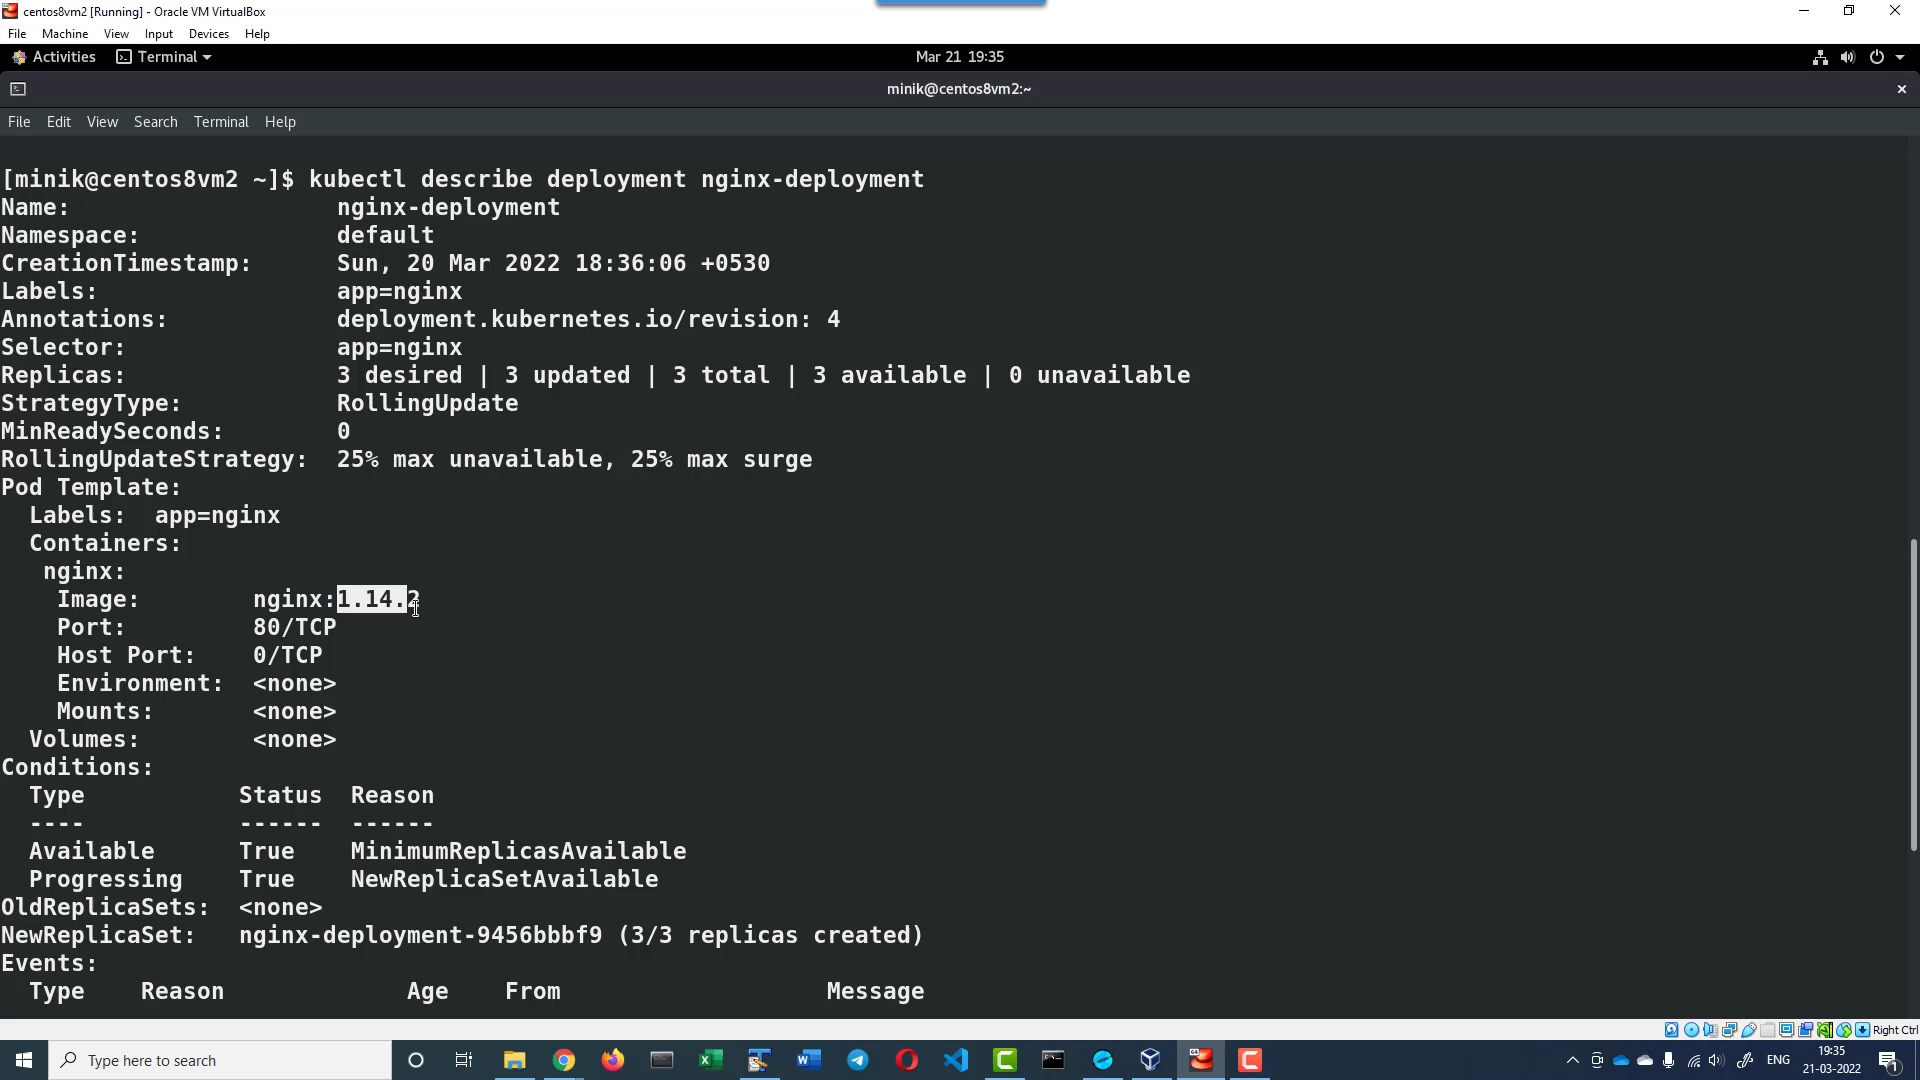 centos8vm2 [Running] - Oracle VM VirtualBox
File Machine View Input Devices Help
Activities Terminal Mar 21 19:35
minik@centos8vm2:~
File Edit View Search Terminal Help
[minik@centos8vm2 ~]$ kubectl describe deployment nginx-deployment
Name: nginx-deployment
Namespace: default
CreationTimestamp: Sun, 20 Mar 2022 18:36:06 +0530
Labels: app=nginx
Annotations: deployment.kubernetes.io/revision: 4
Selector: app=nginx
Replicas: 3 desired | 3 updated | 3 total | 3 available | 0 unavailable
StrategyType: RollingUpdate
MinReadySeconds: 0
RollingUpdateStrategy: 25% max unavailable, 25% max surge
Pod Template:
Labels: app=nginx
Containers:
nginx:
Image: nginx:1.14.2
Port: 80/TCP
Host Port: 0/TCP
Environment: <none>
Mounts: <none>
Volumes: <none>
Conditions:
Type Status Reason
---- ------ ------
Available True MinimumReplicasAvailable
Progressing True NewReplicaSetAvailable
OldReplicaSets: <none>
NewReplicaSet: nginx-deployment-9456bbbf9 (3/3 replicas created)
Events:
Type Reason Age From Message
Right Ctrl
Type here to search
ENG
19:35
21-03-2022
1